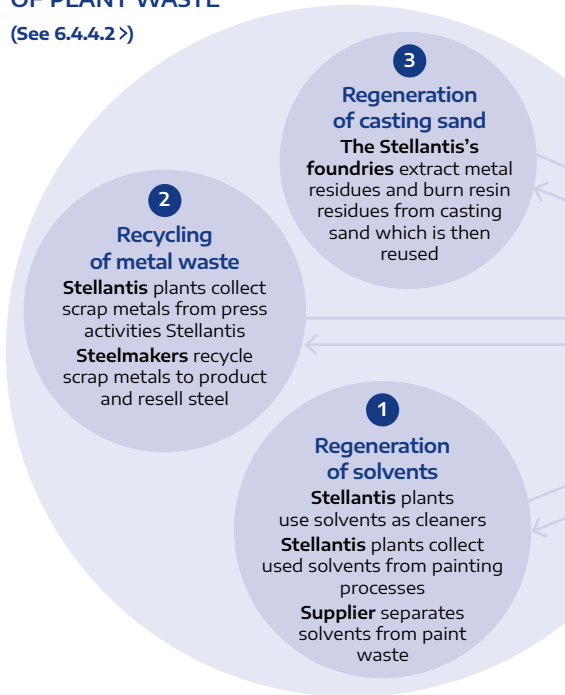 OF PLANT WASTE
(See 6.4.4.2 >)
3
Regeneration
of casting sand
The Stellantis's
foundries extract metal
residues and burn resin
residues from casting
sand which is then
reused
2
Recycling
of metal waste
Stellantis plants collect
scrap metals from press
activities Stellantis
Steelmakers recycle
scrap metals to product
and resell steel
1
Regeneration
of solvents
Stellantis plants
use solvents as cleaners
Stellantis plants collect
used solvents from painting
processes
Supplier separates
solvents from paint
waste